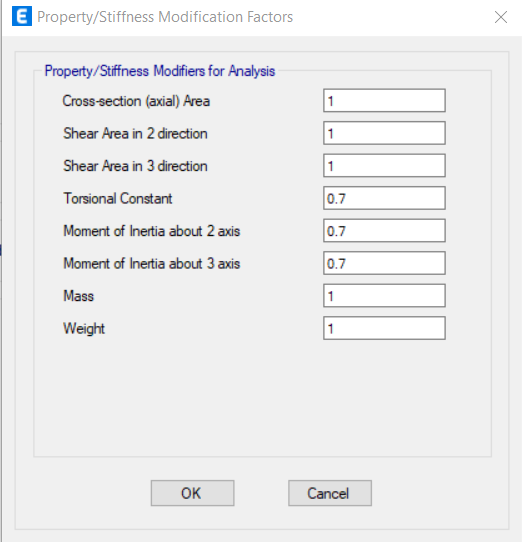 E Property/Stiffness Modification Factors
Property/Stiffness Modifiers for Analysis
Cross-section (axial) Area 1
Shear Area in 2 direction 1
Shear Area in 3 direction 1
Torsional Constant 0.7
Moment of Inertia about 2 axis 0.7
Moment of Inertia about 3 axis 0.7
Mass 1
Weight 1
OK Cancel